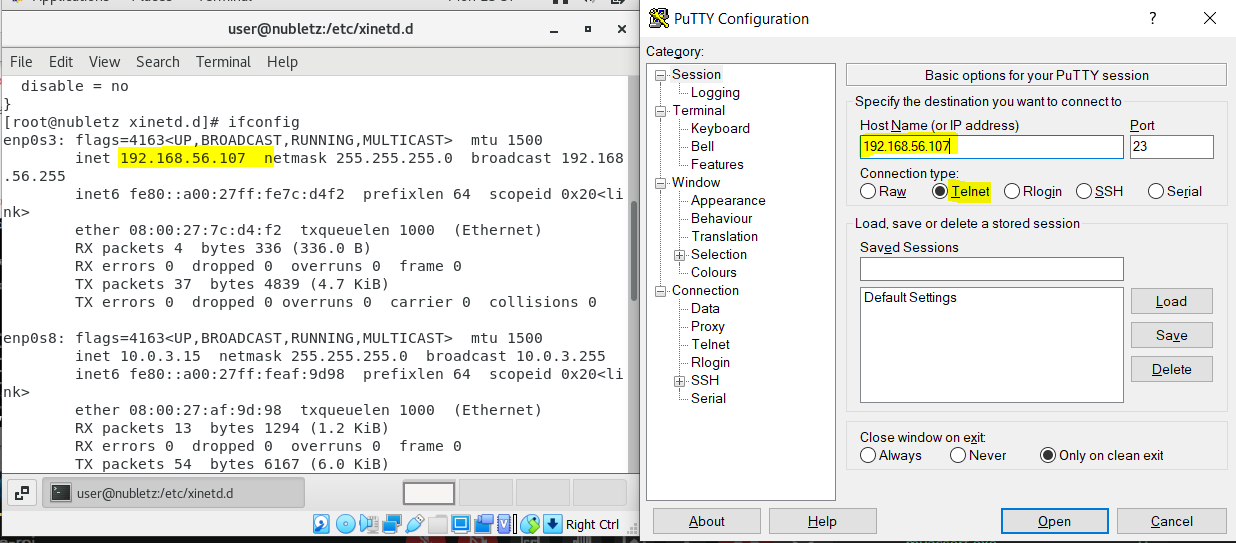 user@nubletz:/etc/xinetd.d
File Edit View Search Terminal Help
disable = no
}
[root@nubletz xinetd.d]# ifconfig
enp0s3: flags=4163<UP,BROADCAST,RUNNING,MULTICAST> mtu 1500
inet 192.168.56.107 netmask 255.255.255.0 broadcast 192.168
.56.255
inet6 fe80::a00:27ff:fe7c:d4f2 prefixlen 64 scopeid 0x20<li
nk>
ether 08:00:27:7c:d4:f2 txqueuelen 1000 (Ethernet)
RX packets 4 bytes 336 (336.0 B)
RX errors 0 dropped 0 overruns 0 frame 0
TX packets 37 bytes 4839 (4.7 KiB)
TX errors 0 dropped 0 overruns 0 carrier 0 collisions 0
enp0s8: flags=4163<UP,BROADCAST,RUNNING,MULTICAST> mtu 1500
inet 10.0.3.15 netmask 255.255.255.0 broadcast 10.0.3.255
inet6 fe80::a00:27ff:feaf:9d98 prefixlen 64 scopeid 0x20<li
nk>
ether 08:00:27:af:9d:98 txqueuelen 1000 (Ethernet)
RX packets 13 bytes 1294 (1.2 KiB)
RX errors 0 dropped 0 overruns 0 frame 0
TX packets 54 bytes 6167 (6.0 KiB)
user@nubletz:/etc/xinetd.d
Right Ctrl
PuTTY Configuration
?
Category:
Session
Logging
Terminal
Keyboard
Bell
Features
Window
Appearance
Behaviour
Translation
Selection
Colours
Connection
Data
Proxy
Telnet
Rlogin
SSH
Serial
Basic options for your PuTTY session
Specify the destination you want to connect to
Host Name (or IP address) Port
192.168.56.107 23
Connection type:
Raw Telnet Rlogin SSH Serial
Load, save or delete a stored session
Saved Sessions
Default Settings
Load
Save
Delete
Close window on exit:
Always Never Only on clean exit
About Help Open Cancel